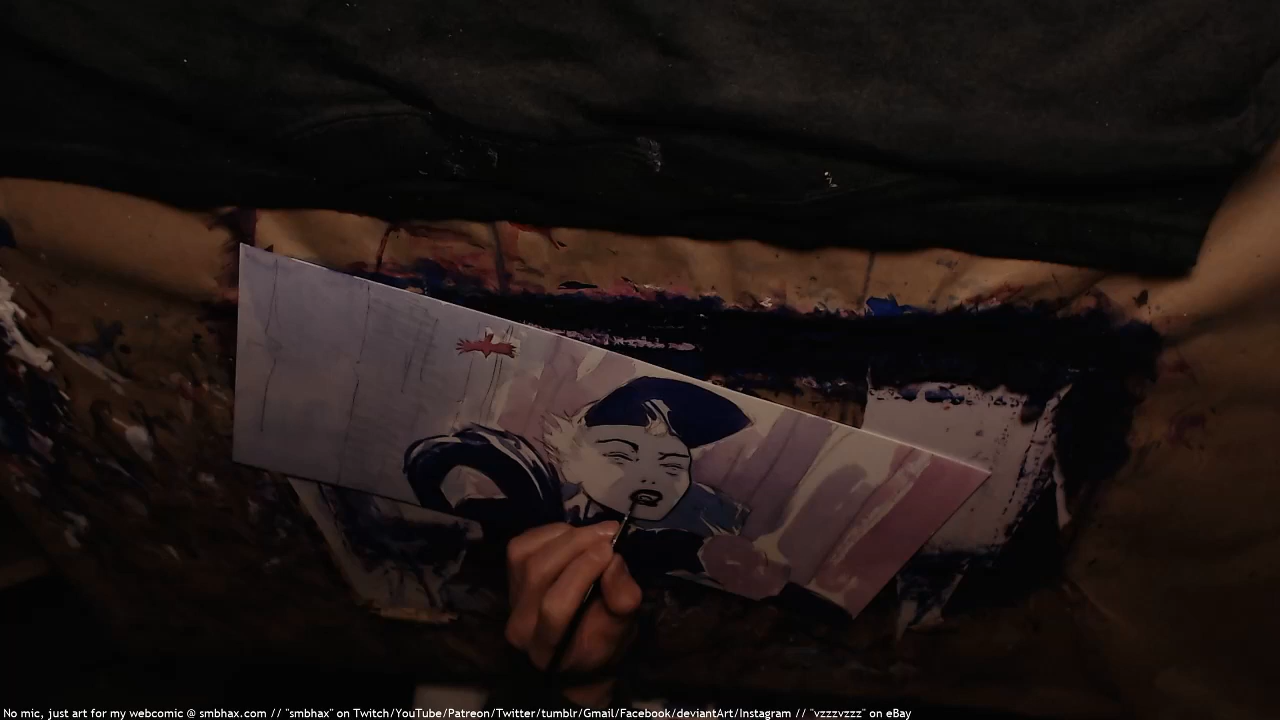 No mic, just art for my webcomic @ smbhax.com // "smbhax" on Twitch/YouTube/Patreon/Twitter/tumblr/Gmail/Facebook/deviantArt/Instagram // "vzzzvzzz" on eBay